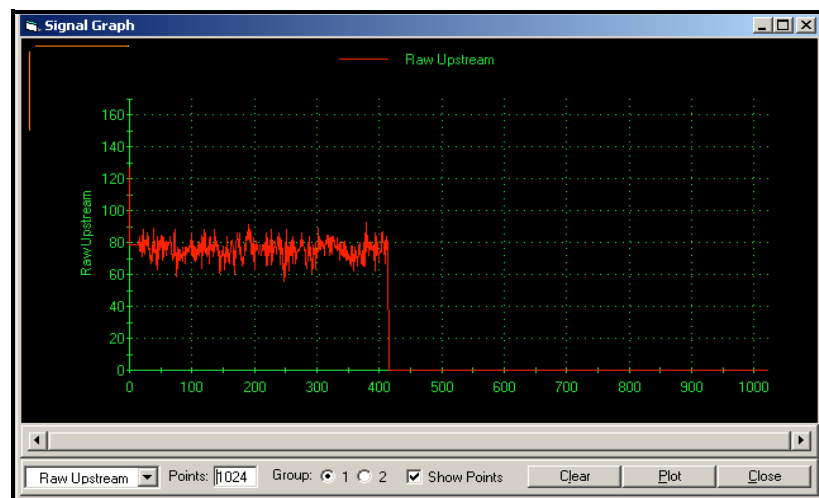 Signal Graph
Raw Upstream
160
140
120
100
80
60
40
20
0
Raw Upstream
0 100 200 300 400 500 600 700 800 900 1000
Raw Upstream Points: 1024 Group: 1 2 Show Points Clear Plot Close